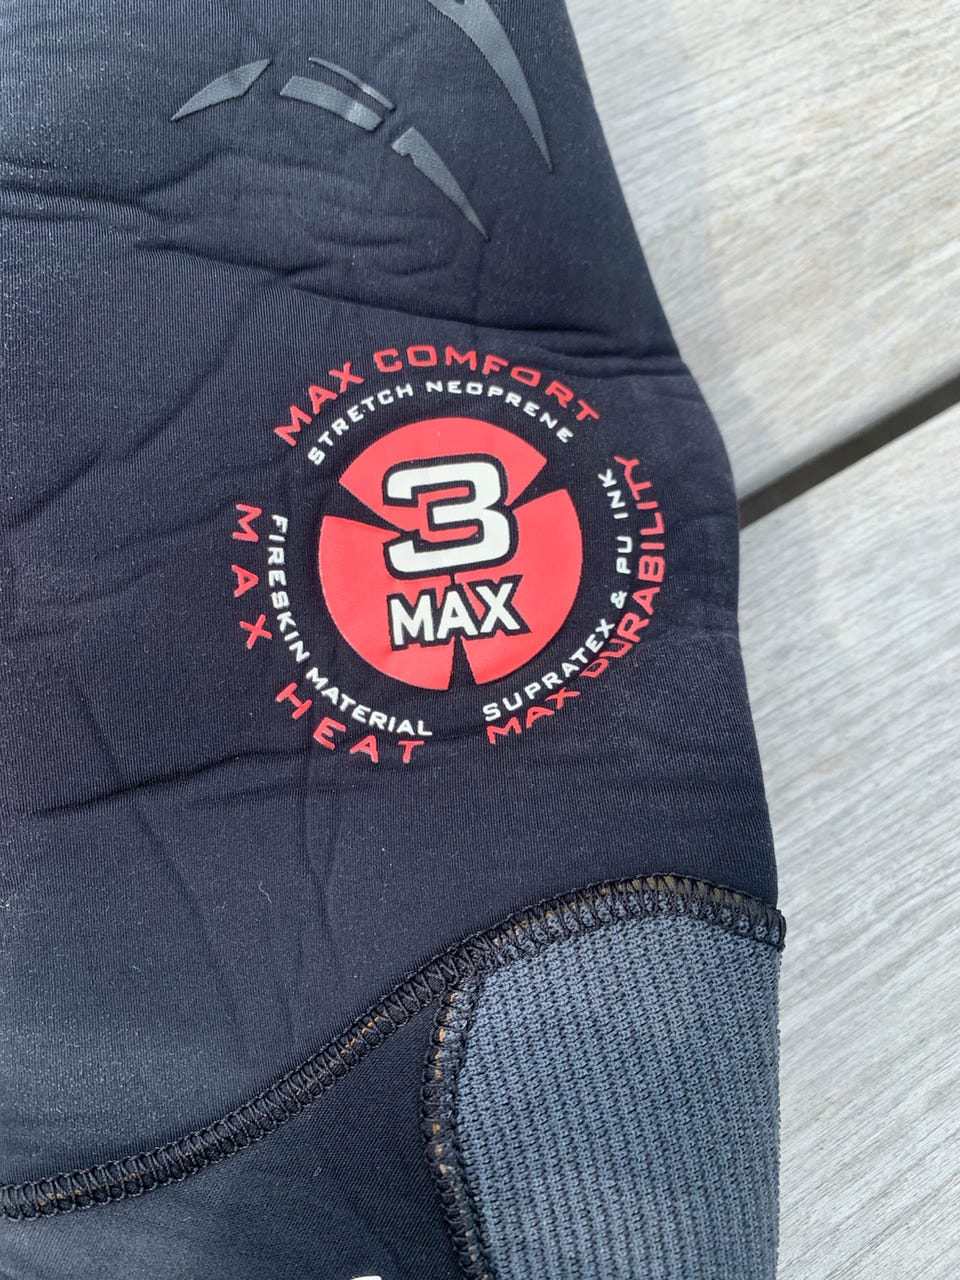 MAX COMFORT
STRETCH NEOPRENE
3
MAX
MAX HEAT
FIRESKIN MATERIAL
SUPRATEX & PU INK
MAX DURABILITY